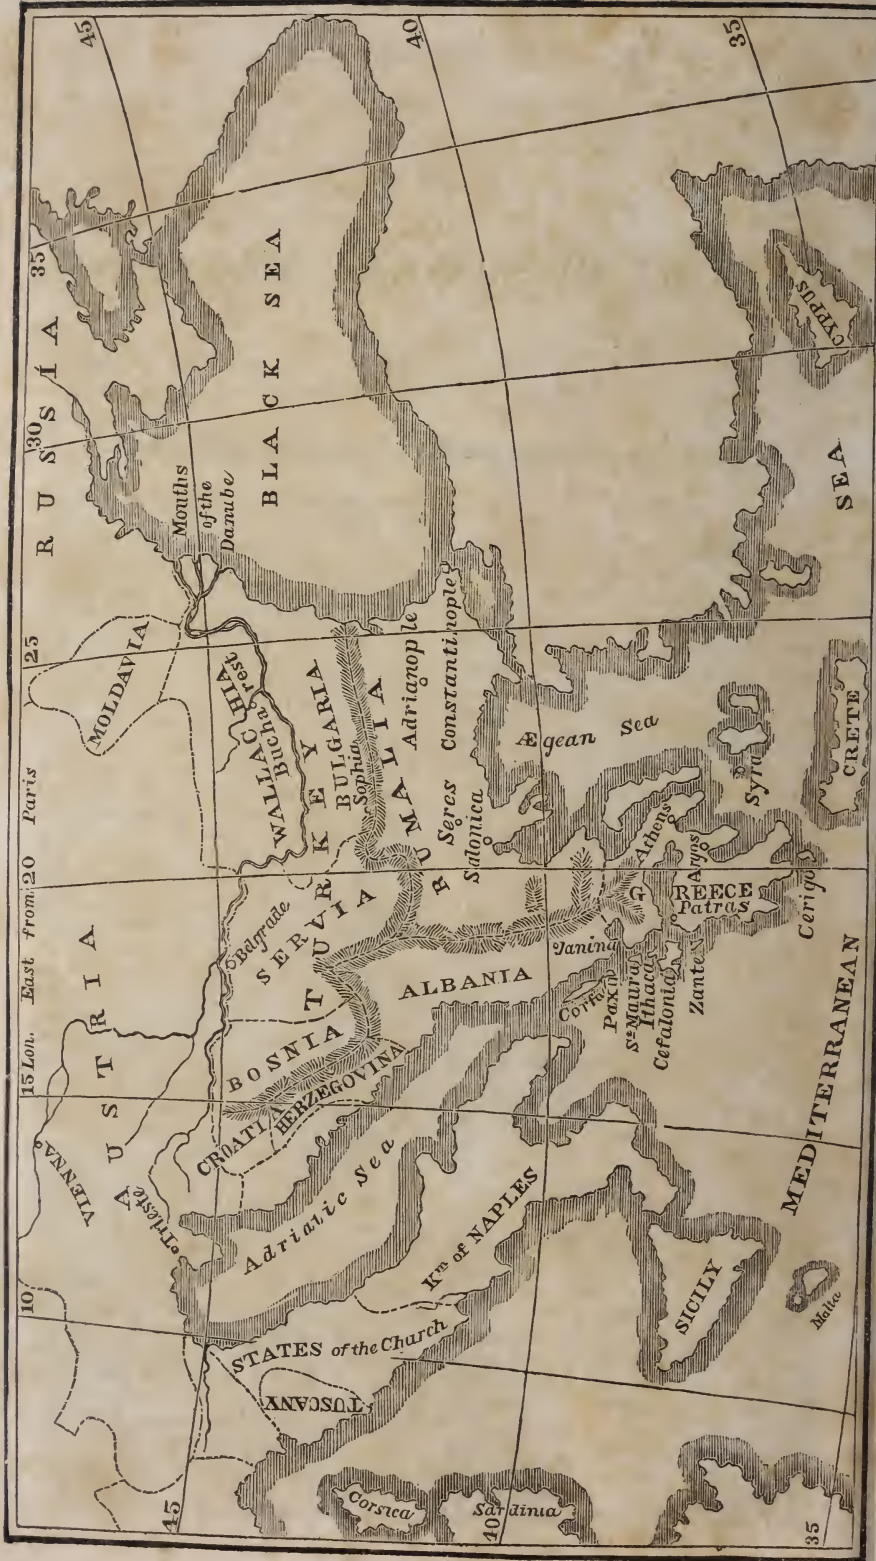 45
40
35
35
RUSSIA
30
BLACK SEA
Mouths
of the
Danube
CYPPUS
SEA
25
MOLDAVIA
WALLACHIA
Bucharest
BULGARIA
Sophia
RUMALIA
Adrianople
Constantinople
Seres
Salonica
Ægean Sea
Syra
CRETE
15 Lon. East from 20 Paris
AUSTRIA
Belgrade
SERVIA
TURKEY
BOSNIA
CROATIA
HERZEGOVINA
ALBANIA
Janina
Corfu
Paxin
St Maura
Ithaca
Cefalonia
Zante
Athens
Argos
GREECE
Patras
Cerigo
VIENNA
Trieste
Adriatic Sea
Km of NAPLES
MEDITERRANEAN
10
STATES of the Church
TUSCANY
SICILY
Malta
Corsica
Sardinia
45
40
35